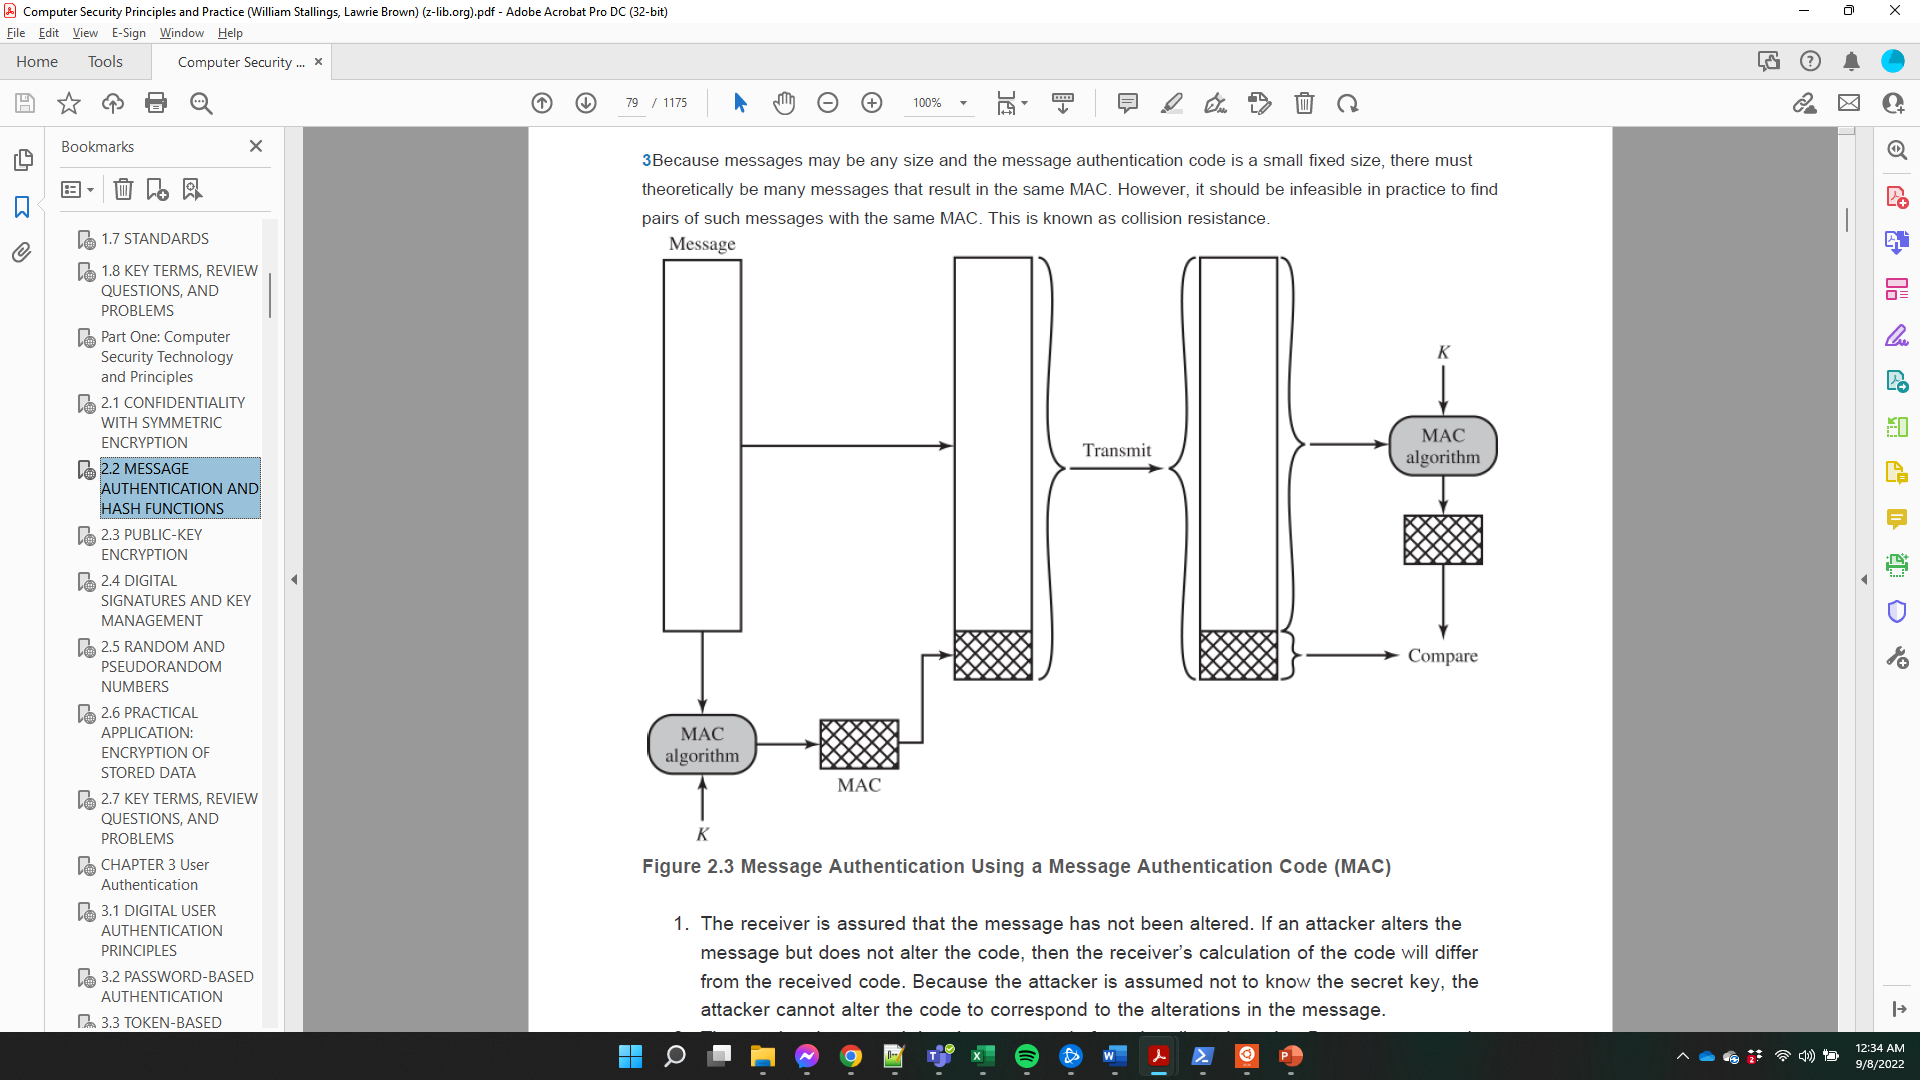 Computer Security Principles and Practice (William Stallings, Lawrie Brown) (z-lib.org).pdf - Adobe Acrobat Pro DC (32-bit)
File Edit View E-Sign Window Help
Home Tools Computer Security ... ×
79 / 1175 100%
Bookmarks
1.7 STANDARDS
1.8 KEY TERMS, REVIEW
QUESTIONS, AND
PROBLEMS
Part One: Computer
Security Technology
and Principles
2.1 CONFIDENTIALITY
WITH SYMMETRIC
ENCRYPTION
2.2 MESSAGE
AUTHENTICATION AND
HASH FUNCTIONS
2.3 PUBLIC-KEY
ENCRYPTION
2.4 DIGITAL
SIGNATURES AND KEY
MANAGEMENT
2.5 RANDOM AND
PSEUDORANDOM
NUMBERS
2.6 PRACTICAL
APPLICATION:
ENCRYPTION OF
STORED DATA
2.7 KEY TERMS, REVIEW
QUESTIONS, AND
PROBLEMS
CHAPTER 3 User
Authentication
3.1 DIGITAL USER
AUTHENTICATION
PRINCIPLES
3.2 PASSWORD-BASED
AUTHENTICATION
3.3 TOKEN-BASED
3Because messages may be any size and the message authentication code is a small fixed size, there must
theoretically be many messages that result in the same MAC. However, it should be infeasible in practice to find
pairs of such messages with the same MAC. This is known as collision resistance.
Message
K
MAC
algorithm
Transmit
Compare
MAC
algorithm
MAC
K
Figure 2.3 Message Authentication Using a Message Authentication Code (MAC)
1. The receiver is assured that the message has not been altered. If an attacker alters the
message but does not alter the code, then the receiver's calculation of the code will differ
from the received code. Because the attacker is assumed not to know the secret key, the
attacker cannot alter the code to correspond to the alterations in the message.
12:34 AM
9/8/2022